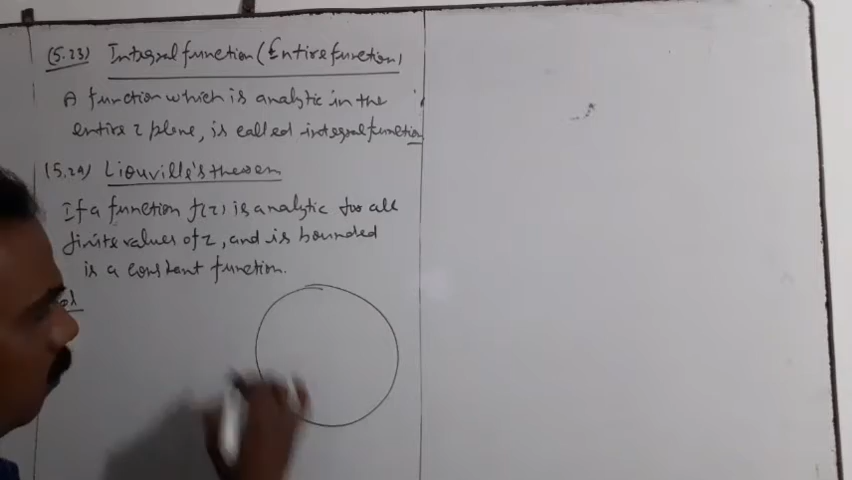 (5.23) Integral function (Entire function)
A function which is analytic in the
entire z plane, is called integral function
(5.24) Liouville's theorem
If a function f(z) is analytic for all
finite values of z, and is bounded
is a constant function.